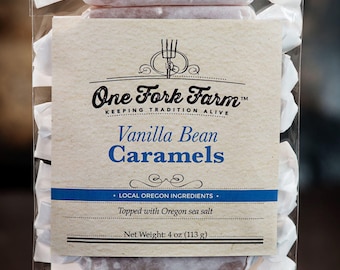 One Fork Farm™
KEEPING TRADITION ALIVE
Vanilla Bean
Caramels
• LOCAL OREGON INGREDIENTS •
Topped with Oregon sea salt
Net Weight: 4 oz (113 g)